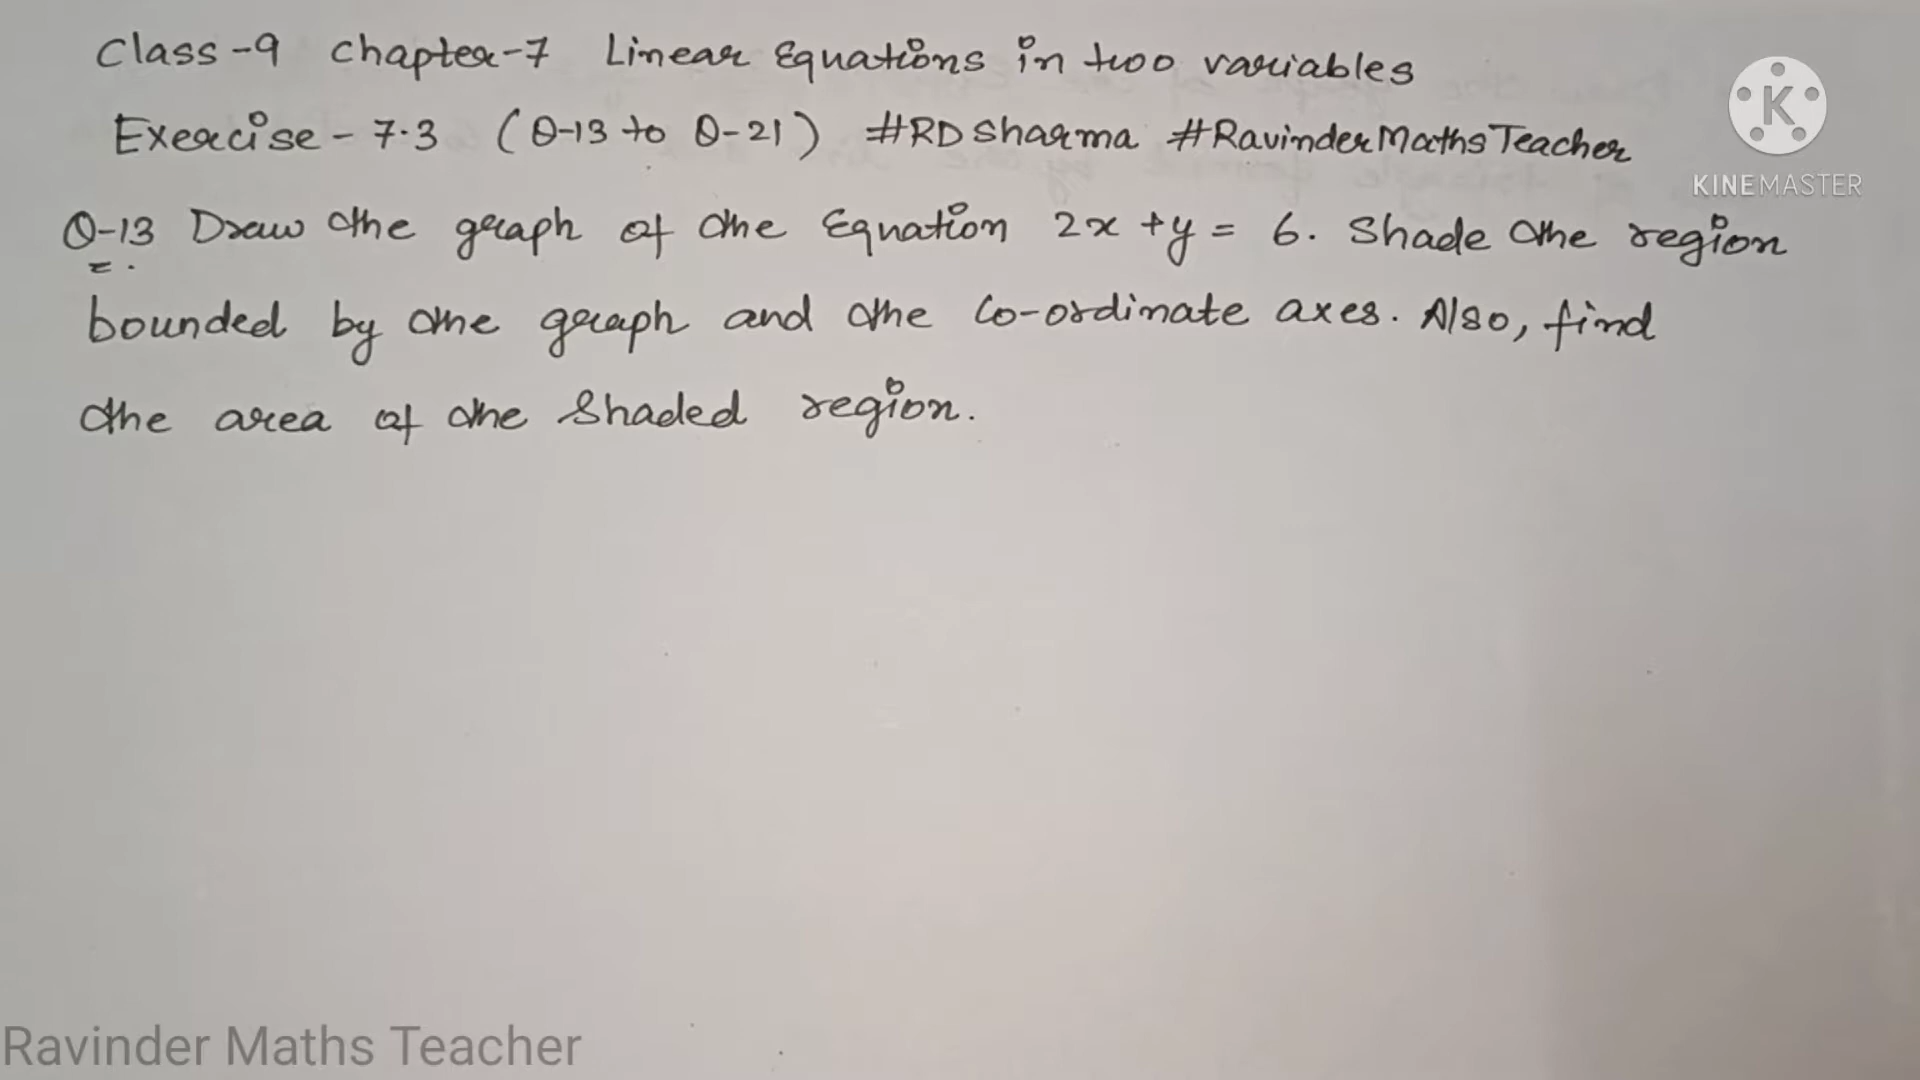 Class-9 Chapter-7 Linear Equations in two variables
Exercise - 7.3 (Q-13 to Q-21) #RDSharma #RavinderMathsTeacher
K
KINEMASTER
Q-13 Draw the graph of the Equation 2x + y = 6. Shade the region
bounded by the graph and the Co-ordinate axes. Also, find
the area of the Shaded region.
Ravinder Maths Teacher